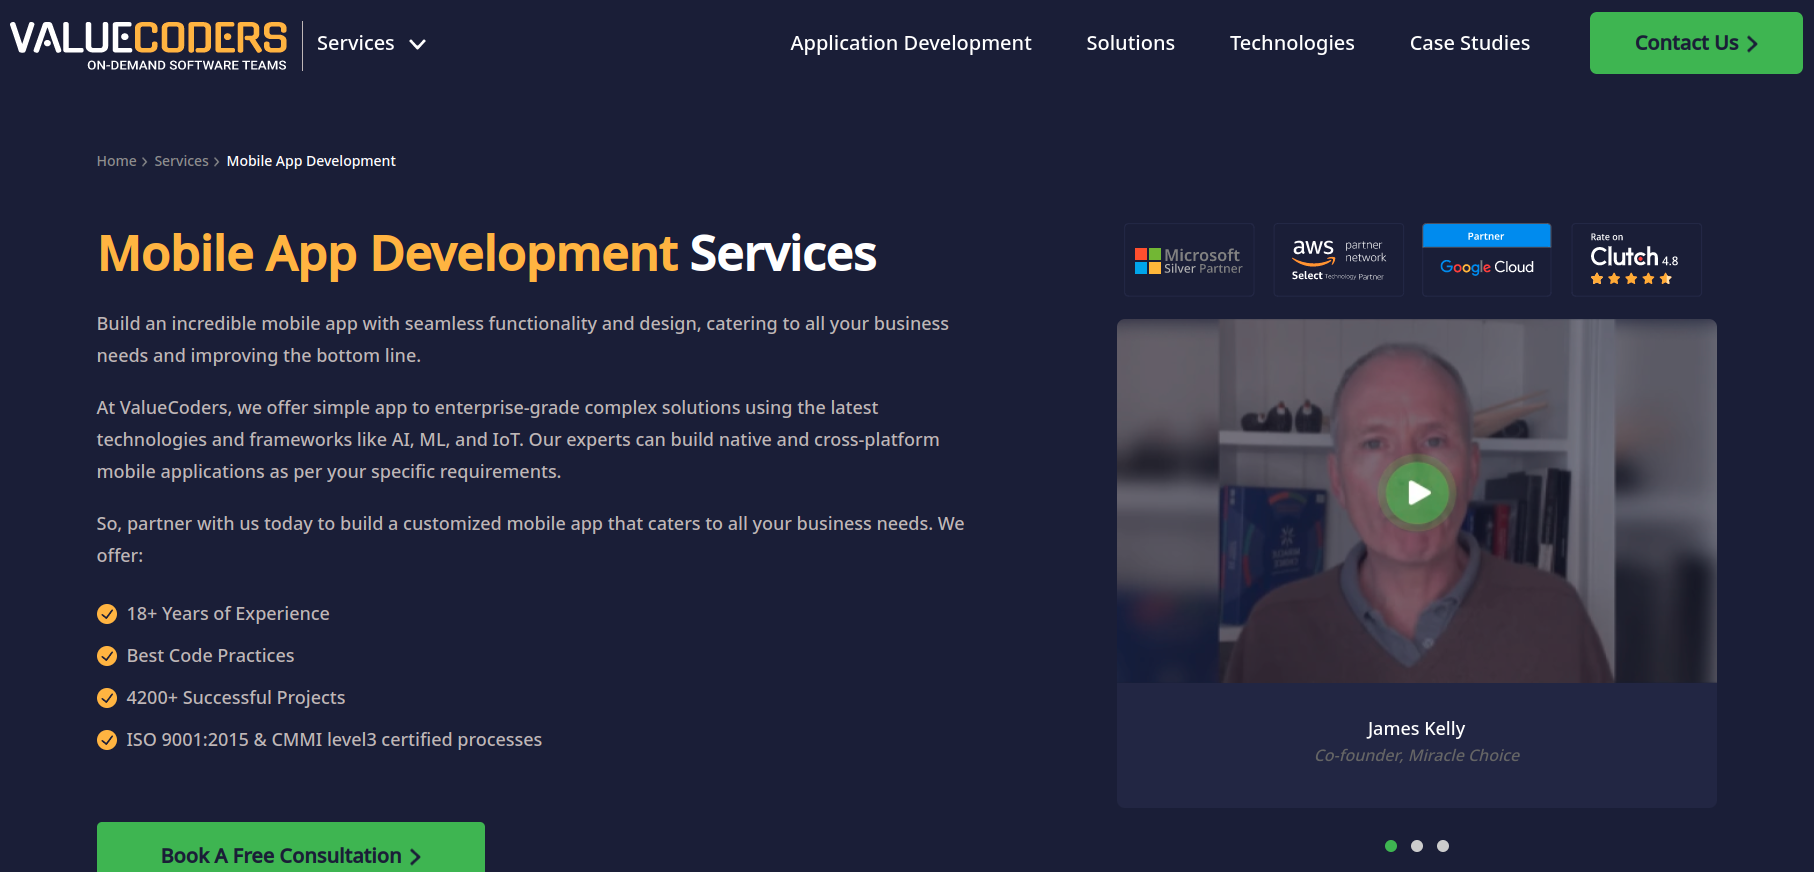 VALUECODERS
ON-DEMAND SOFTWARE TEAMS
Services
Application Development
Solutions
Technologies
Case Studies
Contact Us
Home > Services > Mobile App Development
Mobile App Development Services
Build an incredible mobile app with seamless functionality and design, catering to all your business
needs and improving the bottom line.
At ValueCoders, we offer simple app to enterprise-grade complex solutions using the latest
technologies and frameworks like AI, ML, and IoT. Our experts can build native and cross-platform
mobile applications as per your specific requirements.
So, partner with us today to build a customized mobile app that caters to all your business needs. We
offer:
18+ Years of Experience
Best Code Practices
4200+ Successful Projects
ISO 9001:2015 & CMMI level3 certified processes
Book A Free Consultation
Microsoft
Silver Partner
aws partner
network
Select Technology Partner
Partner
Google Cloud
Rate on
Clutch 4.8
James Kelly
Co-founder, Miracle Choice